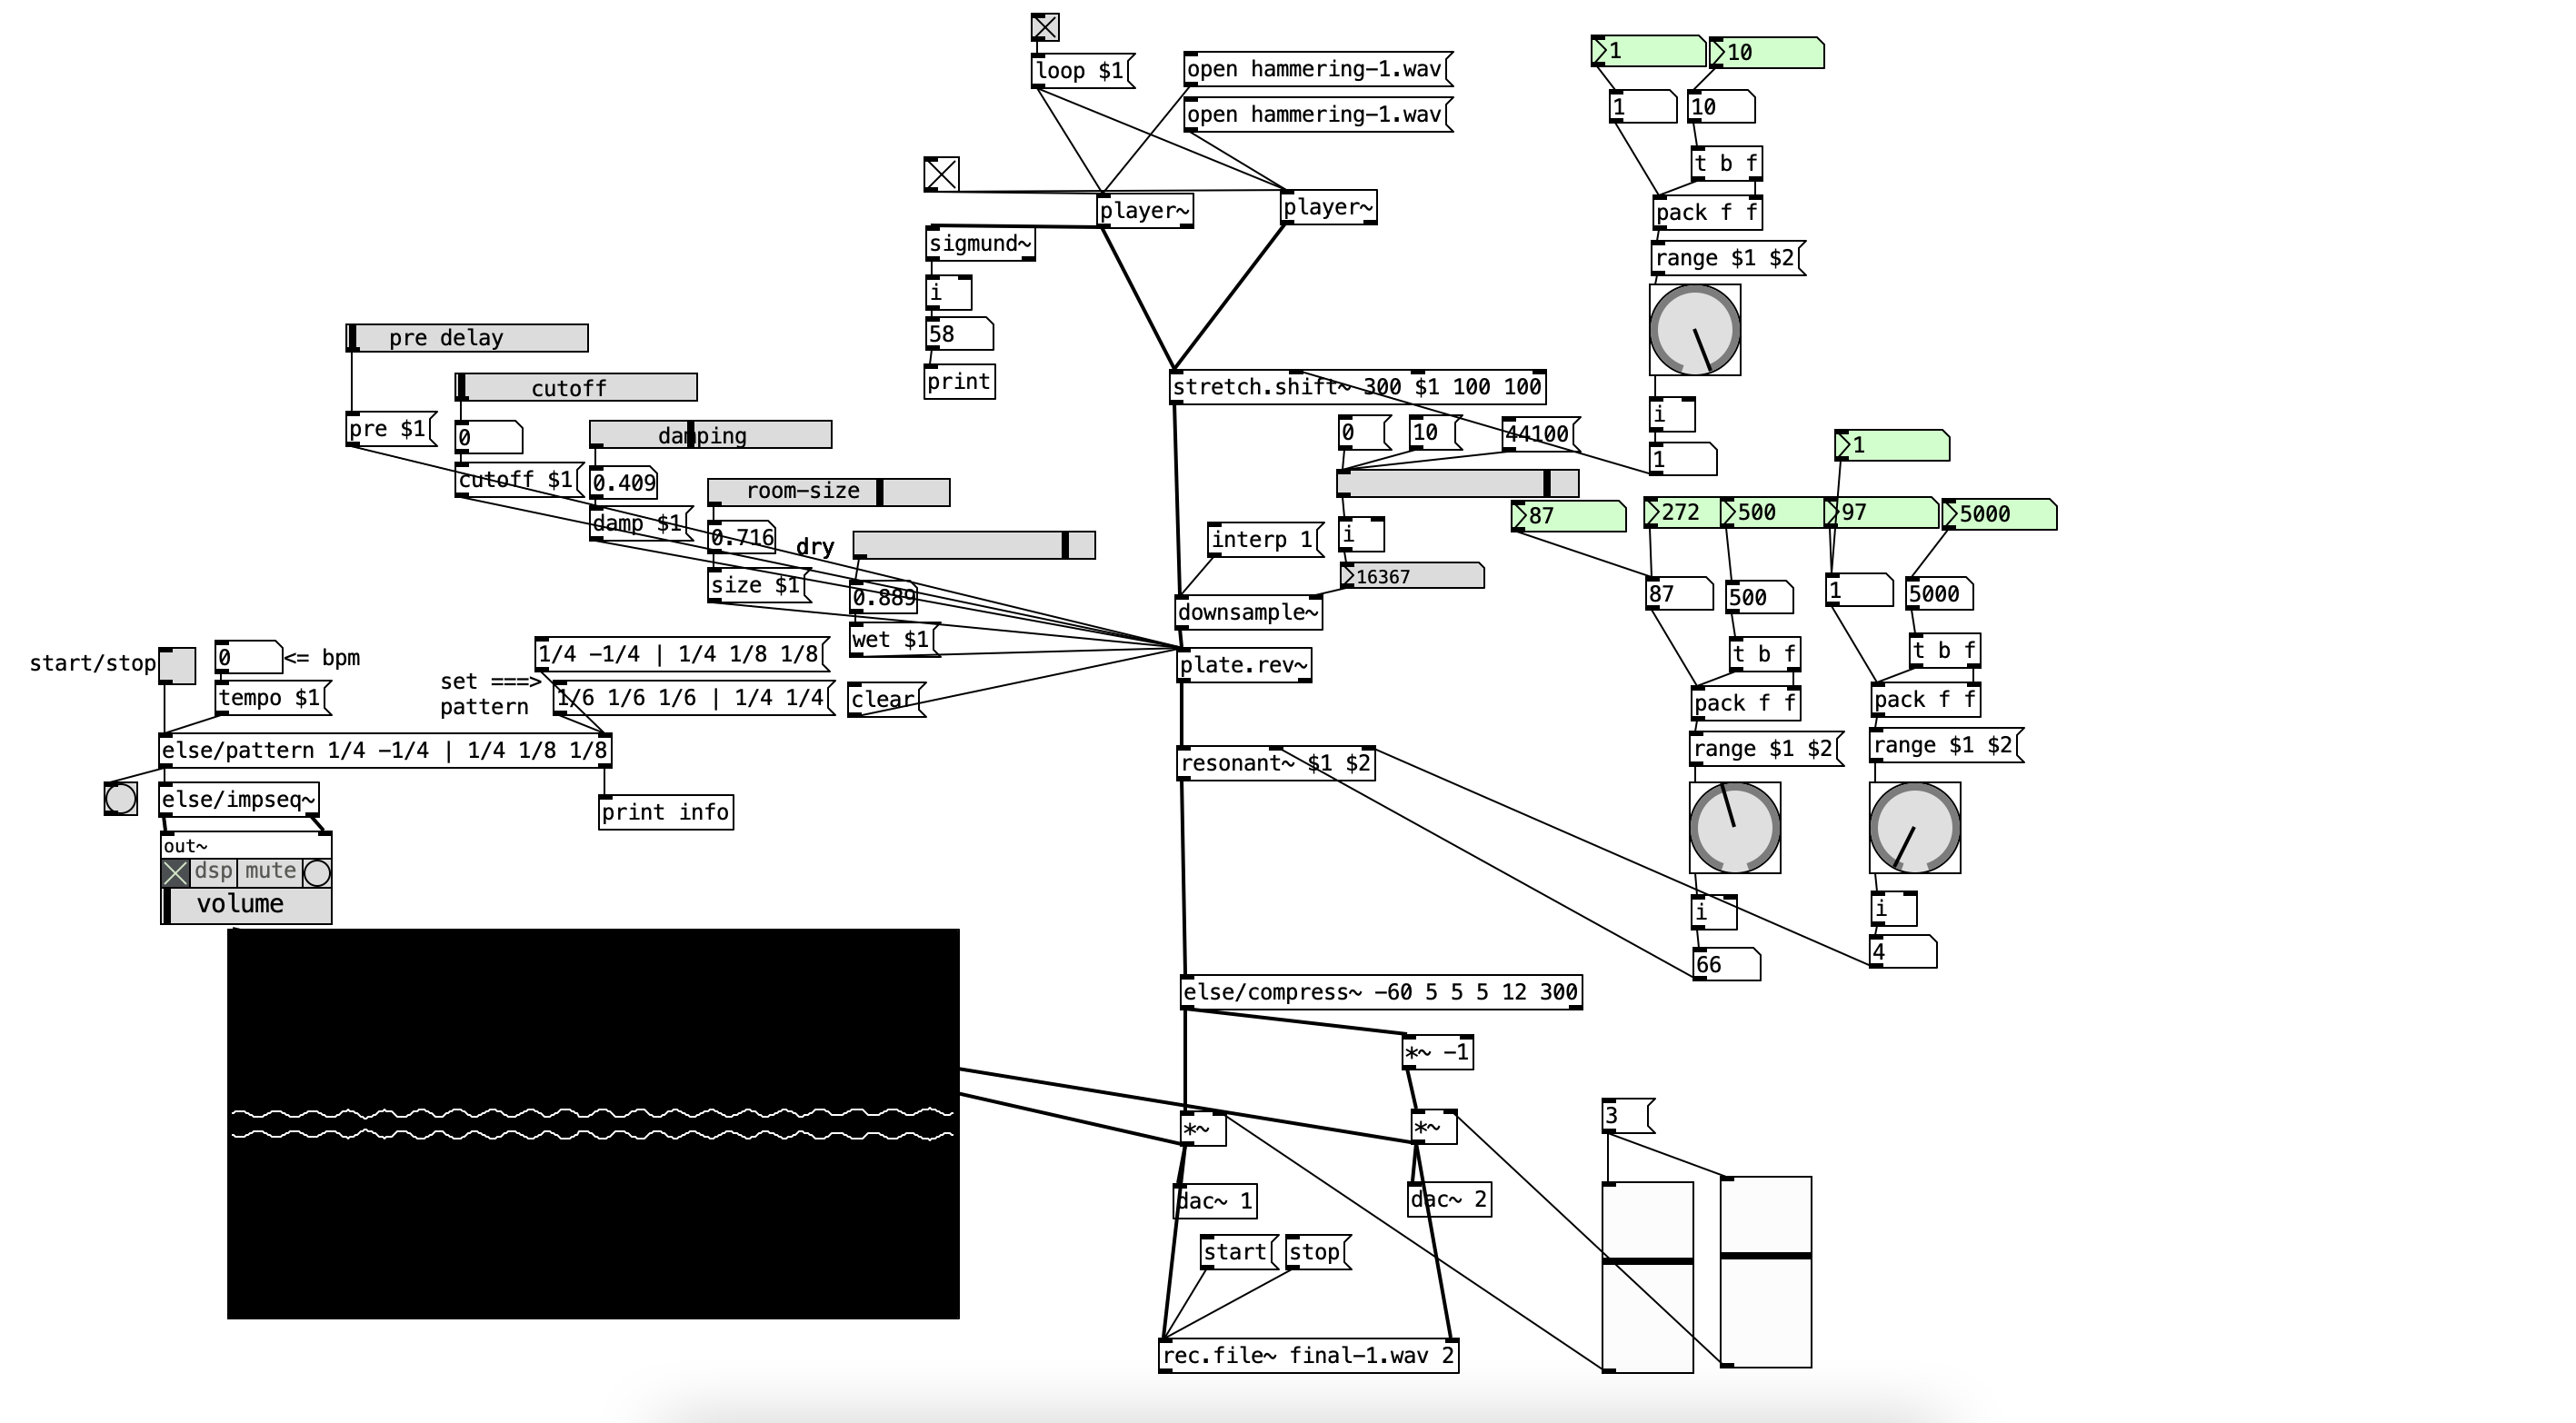 loop $1
open hammering-1.wav
open hammering-1.wav
1
10
1
10
t b f
player~
player~
pack f f
sigmund~
range $1 $2
i
58
print
pre delay
cutoff
stretch.shift~ 300 $1 100 100
i
1
pre $1
0
damping
0
10
44100
1
cutoff $1
0.409
room-size
87
272
500
97
5000
damp $1
0.716
dry
interp 1
i
16367
size $1
0.889
87
500
1
5000
downsample~
wet $1
start/stop
0
<= bpm
1/4 -1/4 | 1/4 1/8 1/8
plate.rev~
t b f
t b f
tempo $1
set ===>
pattern
1/6 1/6 1/6 | 1/4 1/4
clear
pack f f
pack f f
else/pattern 1/4 -1/4 | 1/4 1/8 1/8
resonant~ $1 $2
range $1 $2
range $1 $2
else/impseq~
print info
out~
dsp
mute
volume
i
i
66
4
else/compress~ -60 5 5 5 12 300
*~ -1
*~
*~
3
dac~ 1
dac~ 2
start
stop
rec.file~ final-1.wav 2